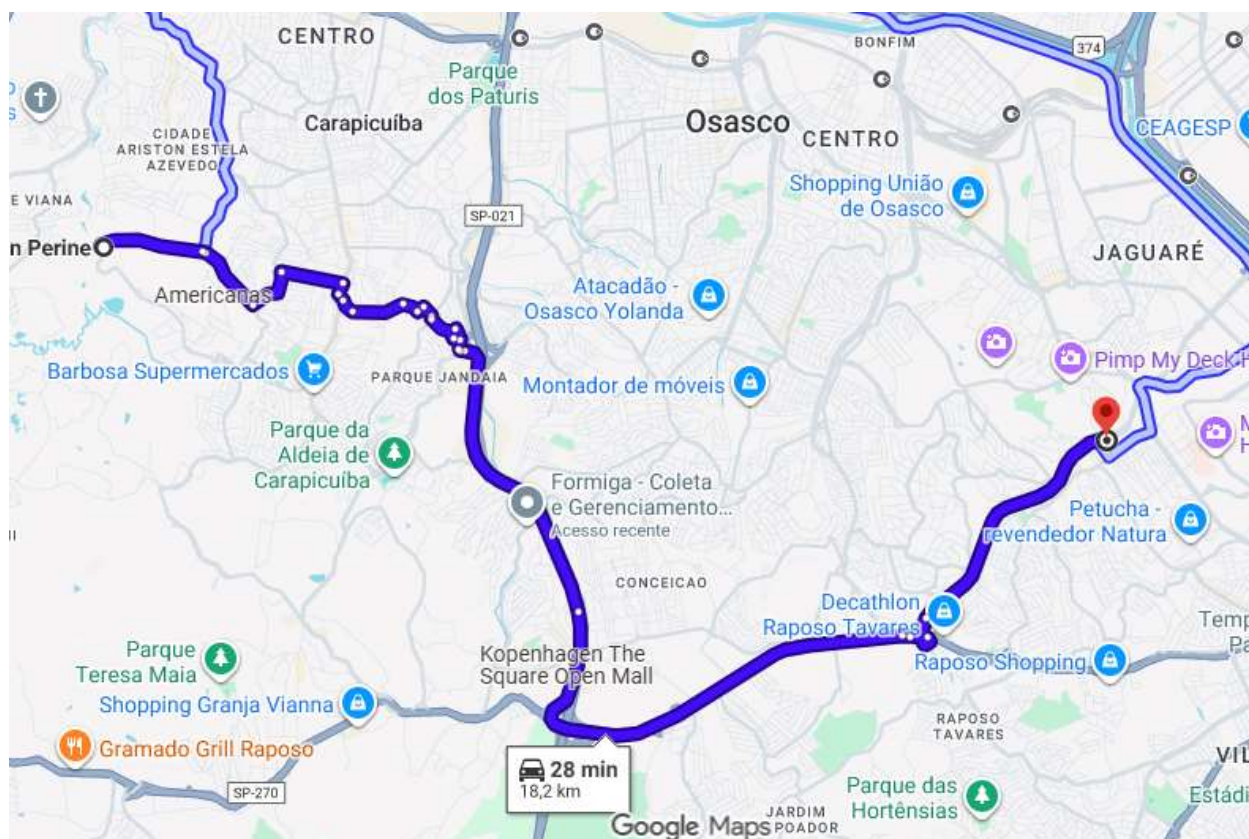 CENTRO
Parque
dos Paturis
BONFIM
374
Carapicuíba
Osasco
CENTRO
CEAGESP
CIDADE
ARISTON ESTELA
AZEVEDO
Shopping União
de Osasco
E VIANA
SP-021
JAGUARÉ
n Perine
Americanas
Atacadão -
Osasco Yolanda
Barbosa Supermercados
PARQUE JANDAIA
Montador de móveis
Pimp My Deck H
Parque da
Aldeia de
Carapicuíba
M
H
Formiga - Coleta
e Gerenciamento...
Acesso recente
Petucha -
revendedor Natura
CONCEICAO
Decathlon
Raposo Tavares
Temp
Pa
Parque
Teresa Maia
Kopenhagen The
Square Open Mall
Raposo Shopping
Shopping Granja Vianna
RAPOSO
TAVARES
Gramado Grill Raposo
28 min
18,2 km
VIL
SP-270
Parque das
Hortênsias
Estádi
JARDIM
POADOR
Google Maps